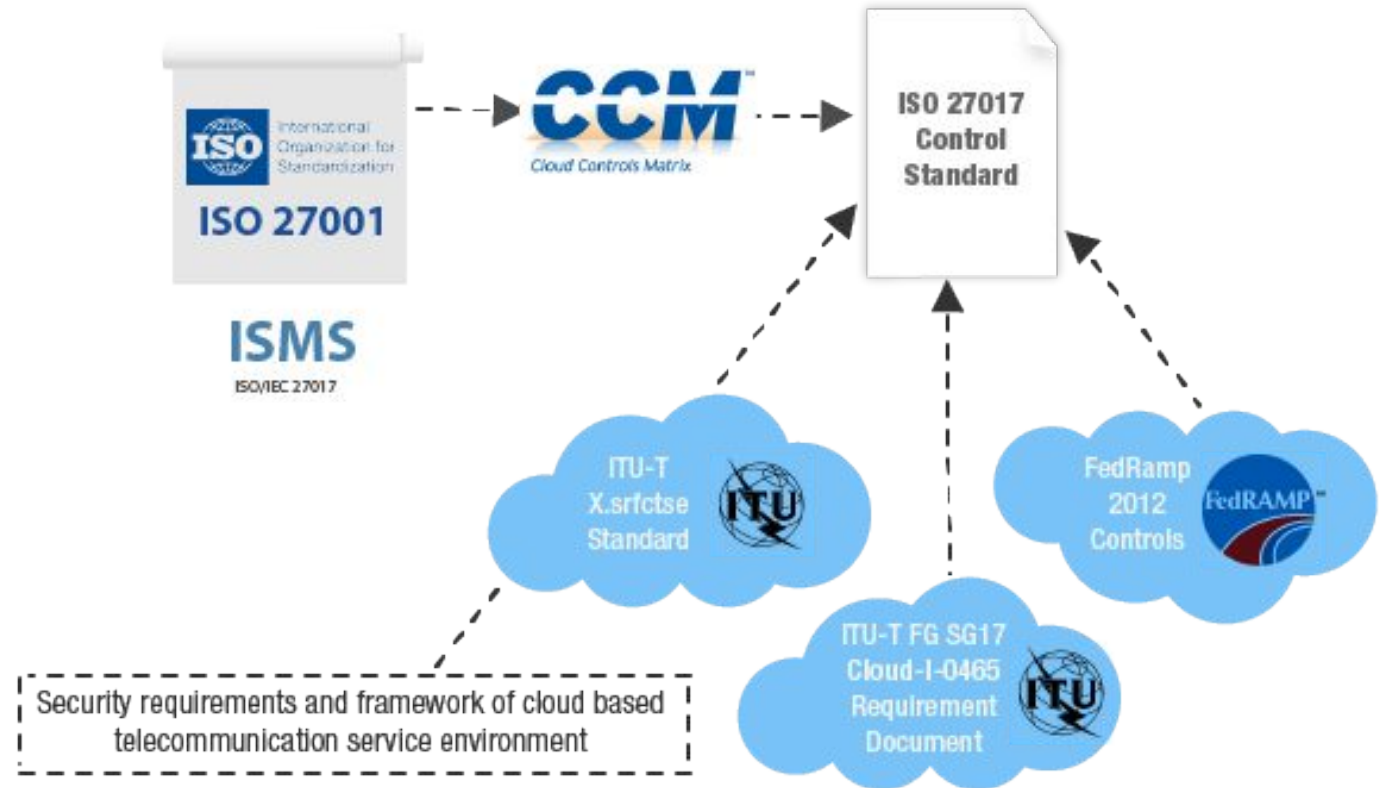 ISO
International
Organization for
Standardization
ISO 27001
ISMS
ISO/IEC 27017
CCM™
Cloud Controls Matrix
ISO 27017
Control
Standard
ITU-T
X.srfctse
Standard
ITU
FedRamp
2012
Controls
FedRAMP™
ITU-T FG SG17
Cloud-I-0465
Requirement
Document
ITU
Security requirements and framework of cloud based
telecommunication service environment